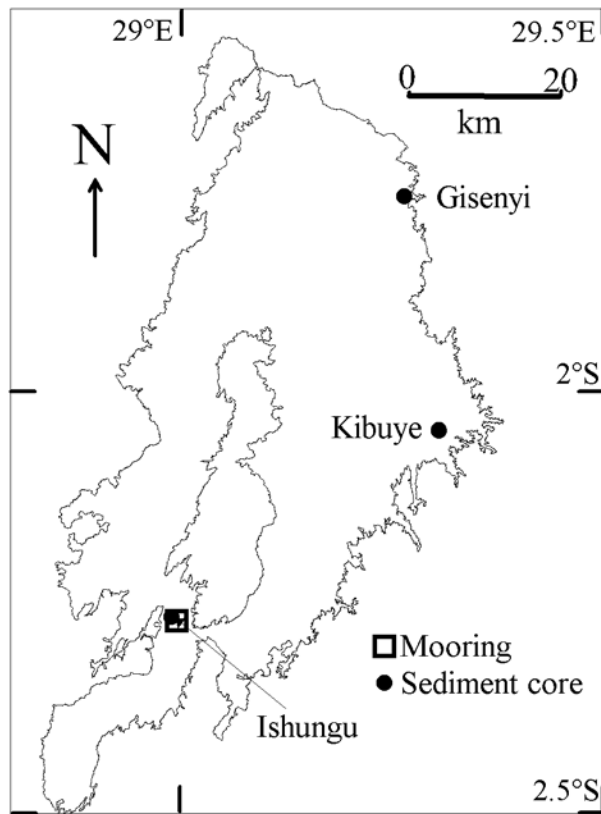 29°E 29.5°E
0 20
km
N
Gisenyi
2°S
Kibuye
Mooring
Sediment core
Ishungu
2.5°S